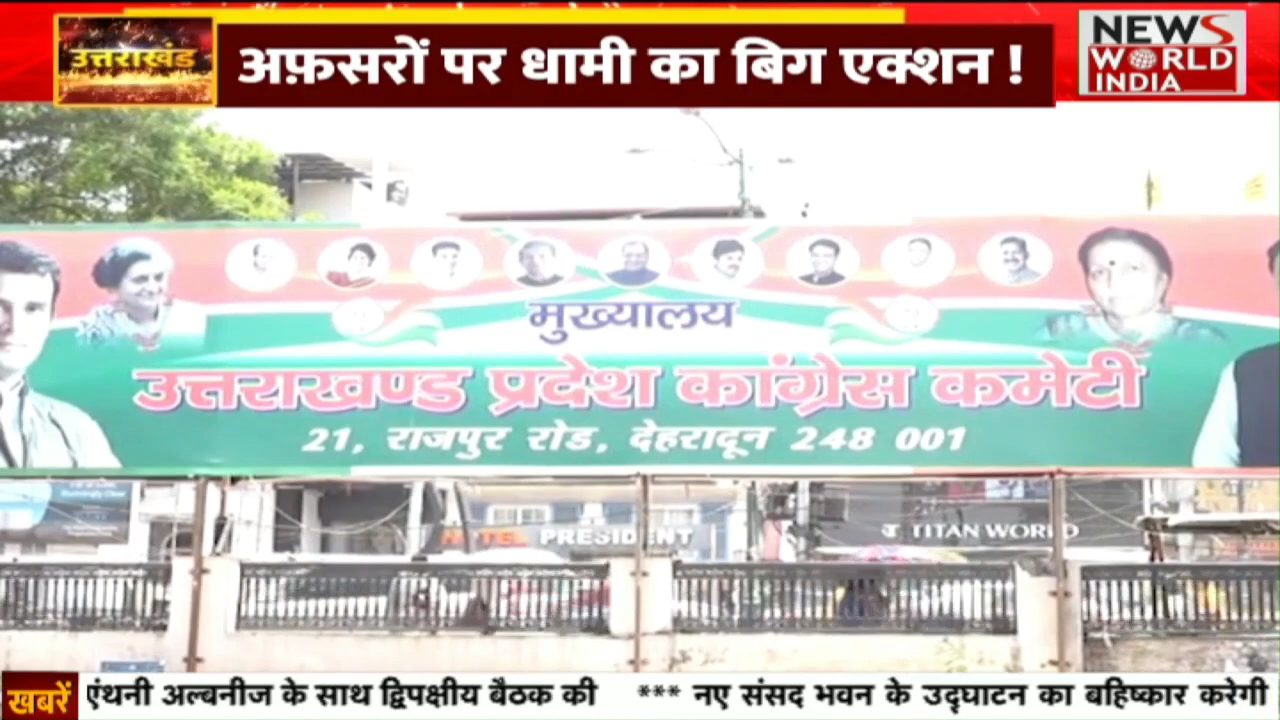 उत्तराखंड
अफ़सरों पर धामी का बिग एक्शन !
NEWS
WORLD
INDIA
मुख्यालय
उत्तराखण्ड प्रदेश कांग्रेस कमेटी
21, राजपुर रोड, देहरादून 248 001
HOTEL PRESIDENT
TITAN WORLD
खबरें
एंथनी अल्बनीज के साथ द्विपक्षीय बैठक की *** नए संसद भवन के उद्घाटन का बहिष्कार करेगी